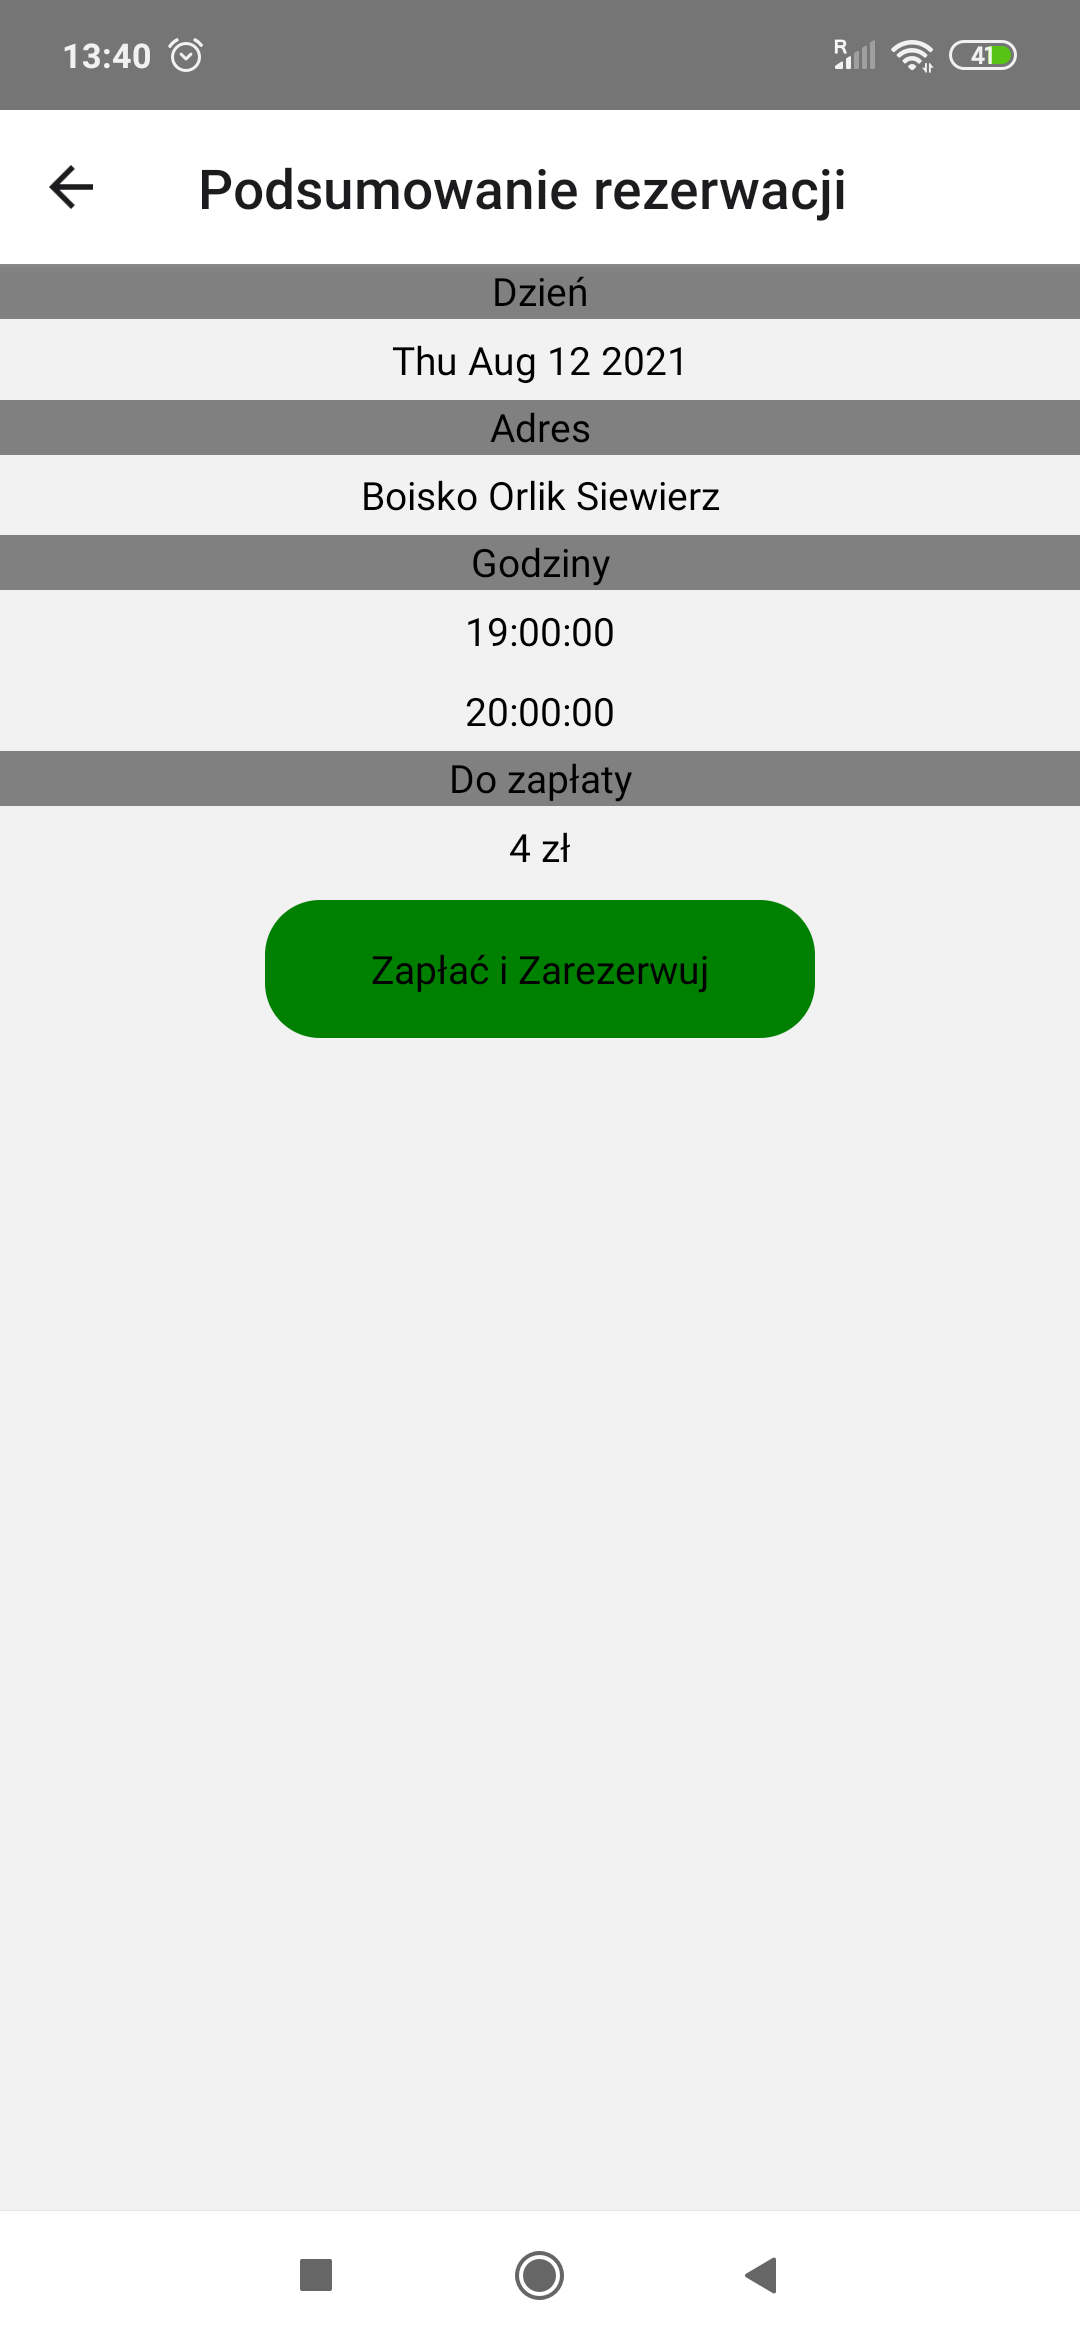 13:40
R
41
Podsumowanie rezerwacji
Dzień
Thu Aug 12 2021
Adres
Boisko Orlik Siewierz
Godziny
19:00:00
20:00:00
Do zapłaty
4 zł
Zapłać i Zarezerwuj